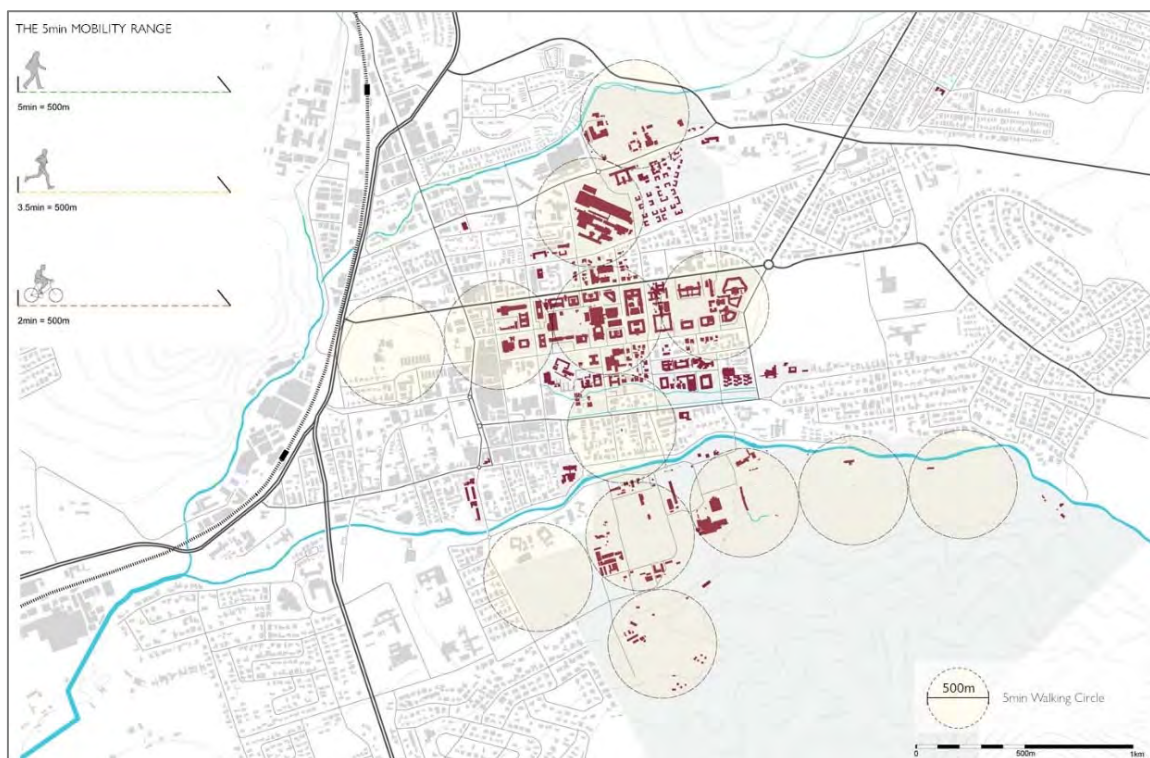 THE 5min MOBILITY RANGE
5min = 500m
3.5min = 500m
2min = 500m
500m
5min Walking Circle
0 500m 1km